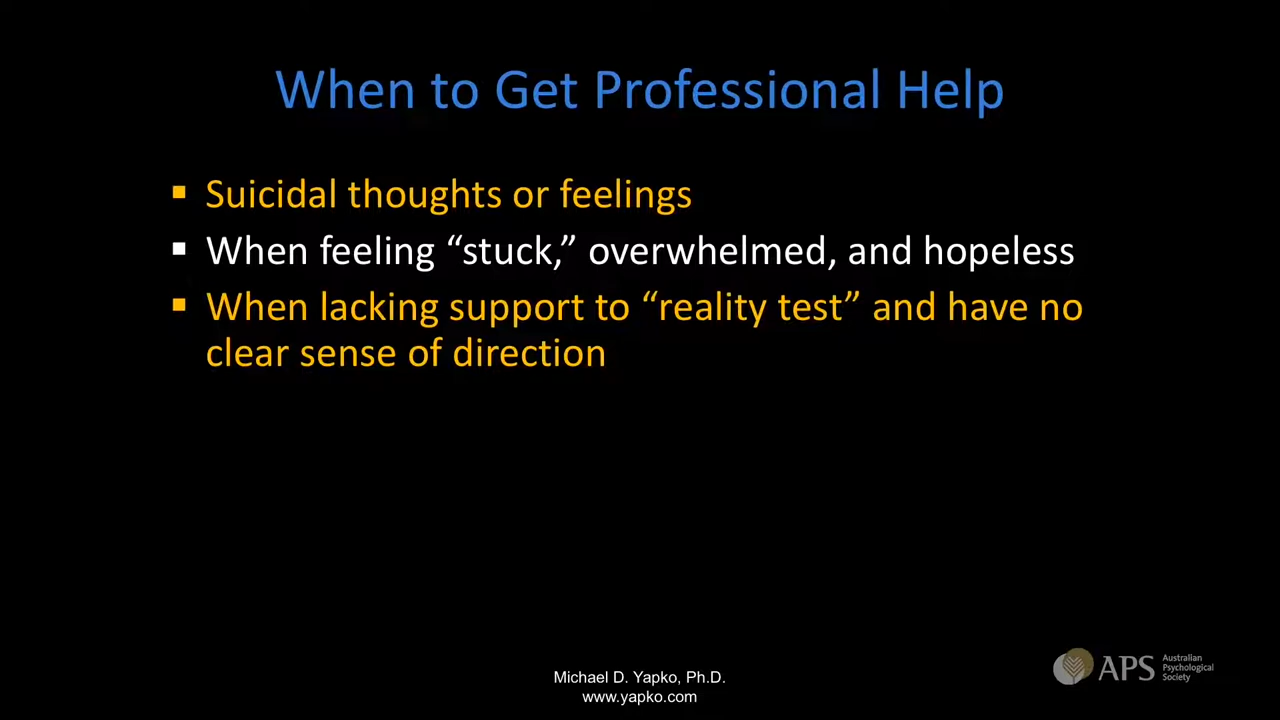 When to Get Professional Help
▪ Suicidal thoughts or feelings
▪ When feeling “stuck,” overwhelmed, and hopeless
▪ When lacking support to “reality test” and have no
clear sense of direction
Michael D. Yapko, Ph.D.
www.yapko.com
APS
Australian
Psychological
Society